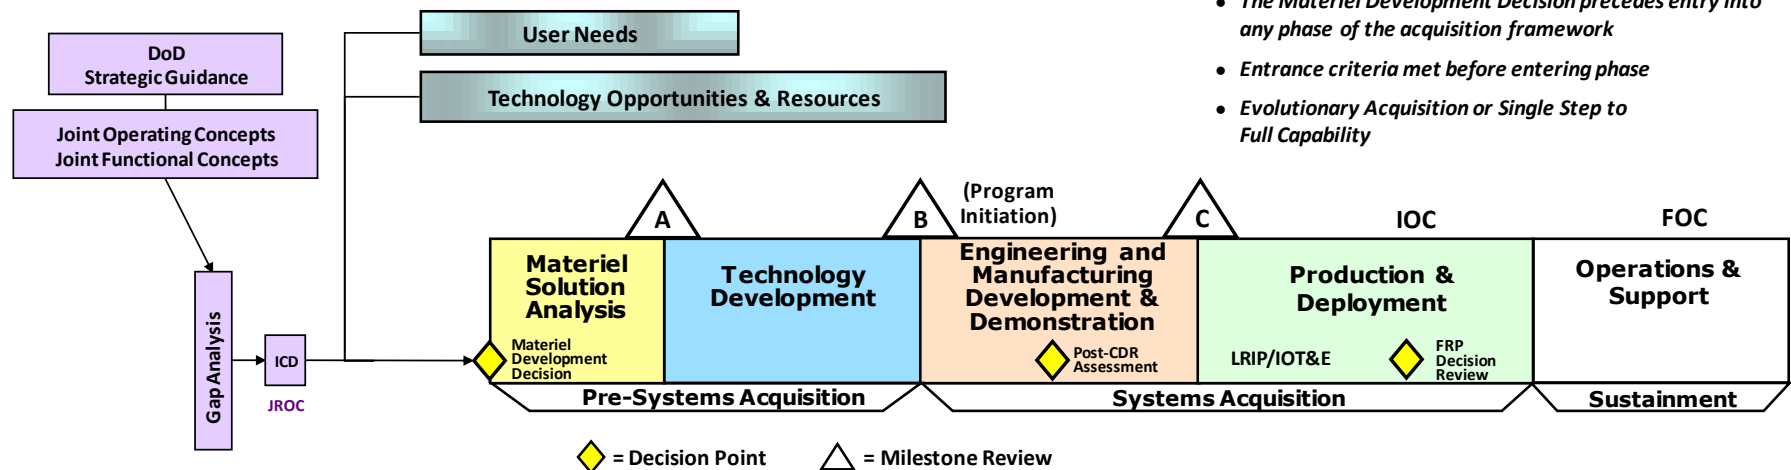 • The Materiel Development Decision precedes entry into
any phase of the acquisition framework
• Entrance criteria met before entering phase
• Evolutionary Acquisition or Single Step to
Full Capability
User Needs
Technology Opportunities & Resources
DoD
Strategic Guidance
Joint Operating Concepts
Joint Functional Concepts
Gap Analysis
ICD
JROC
A
B
(Program
Initiation)
C
IOC
FOC
Materiel
Solution
Analysis
Materiel
Development
Decision
Technology
Development
Engineering and
Manufacturing
Development &
Demonstration
Post-CDR
Assessment
Production &
Deployment
LRIP/IOT&E
FRP
Decision
Review
Operations &
Support
Pre-Systems Acquisition
Systems Acquisition
Sustainment
= Decision Point
= Milestone Review